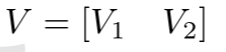 V = [V₁ V₂]